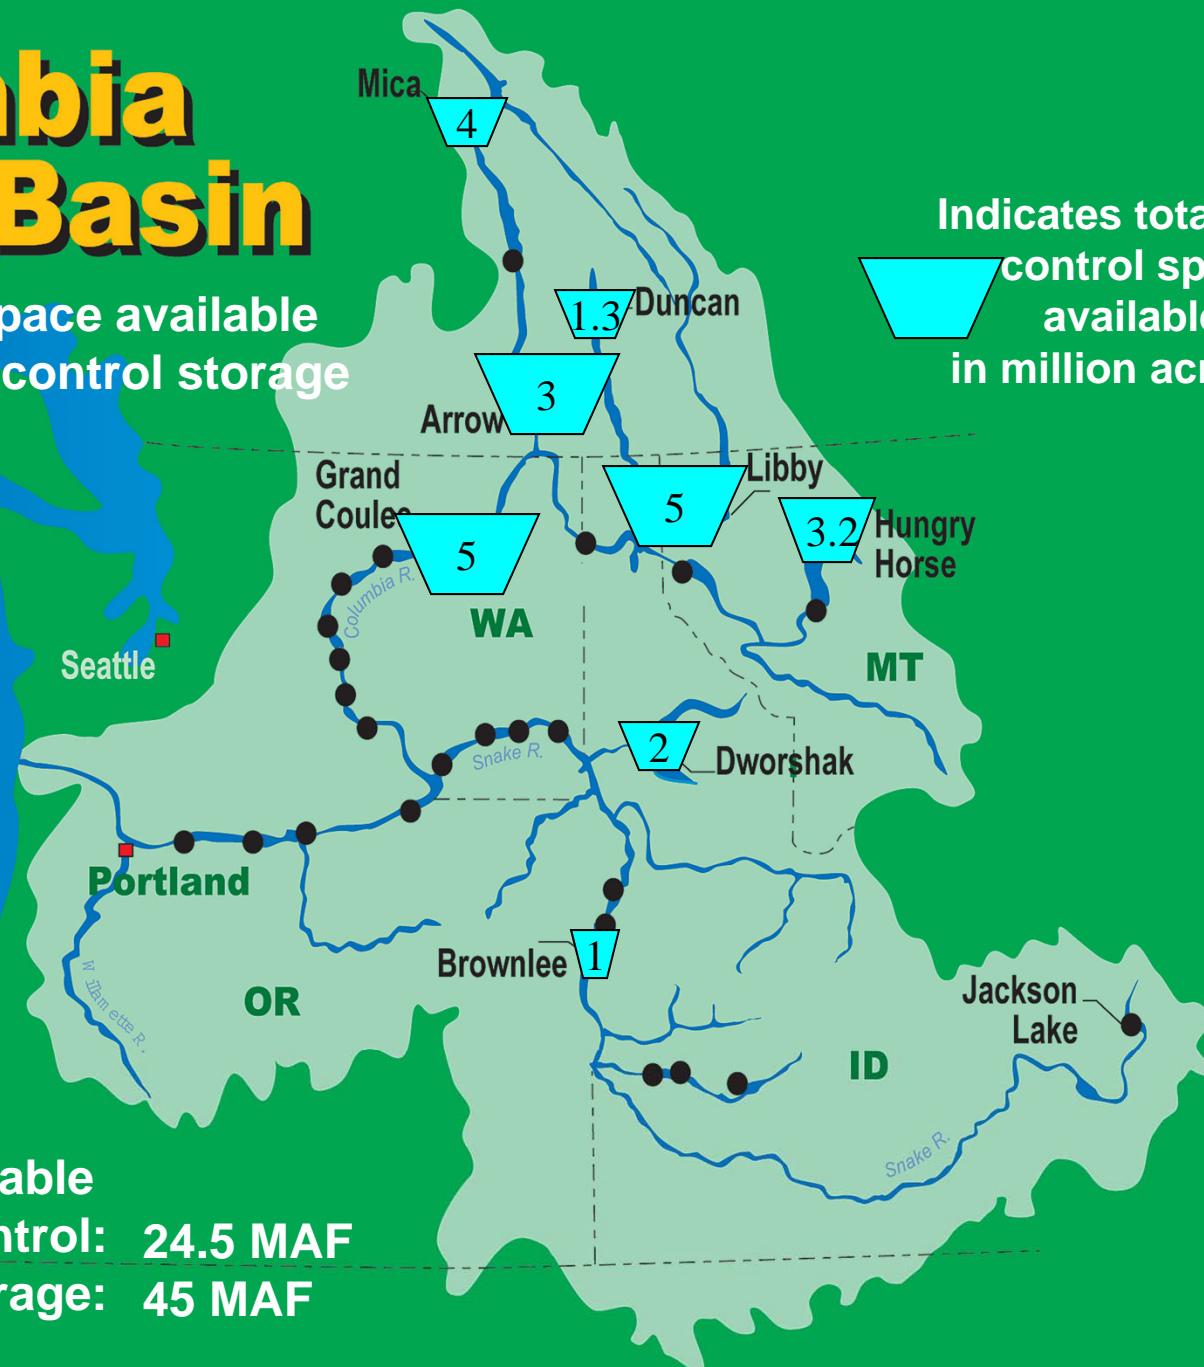 bia
Basin
pace available
control storage
Indicates tota
control sp
available
in million acr
Mica
4
1.3
Duncan
3
Arrow
Grand
Coulee
5
5
Libby
3.2
Hungry
Horse
Columbia R.
WA
Seattle
MT
Snake R.
2
Dworshak
Portland
Brownlee
1
Willamette R.
OR
Jackson
Lake
ID
Snake R.
able
ntrol: 24.5 MAF
rage: 45 MAF